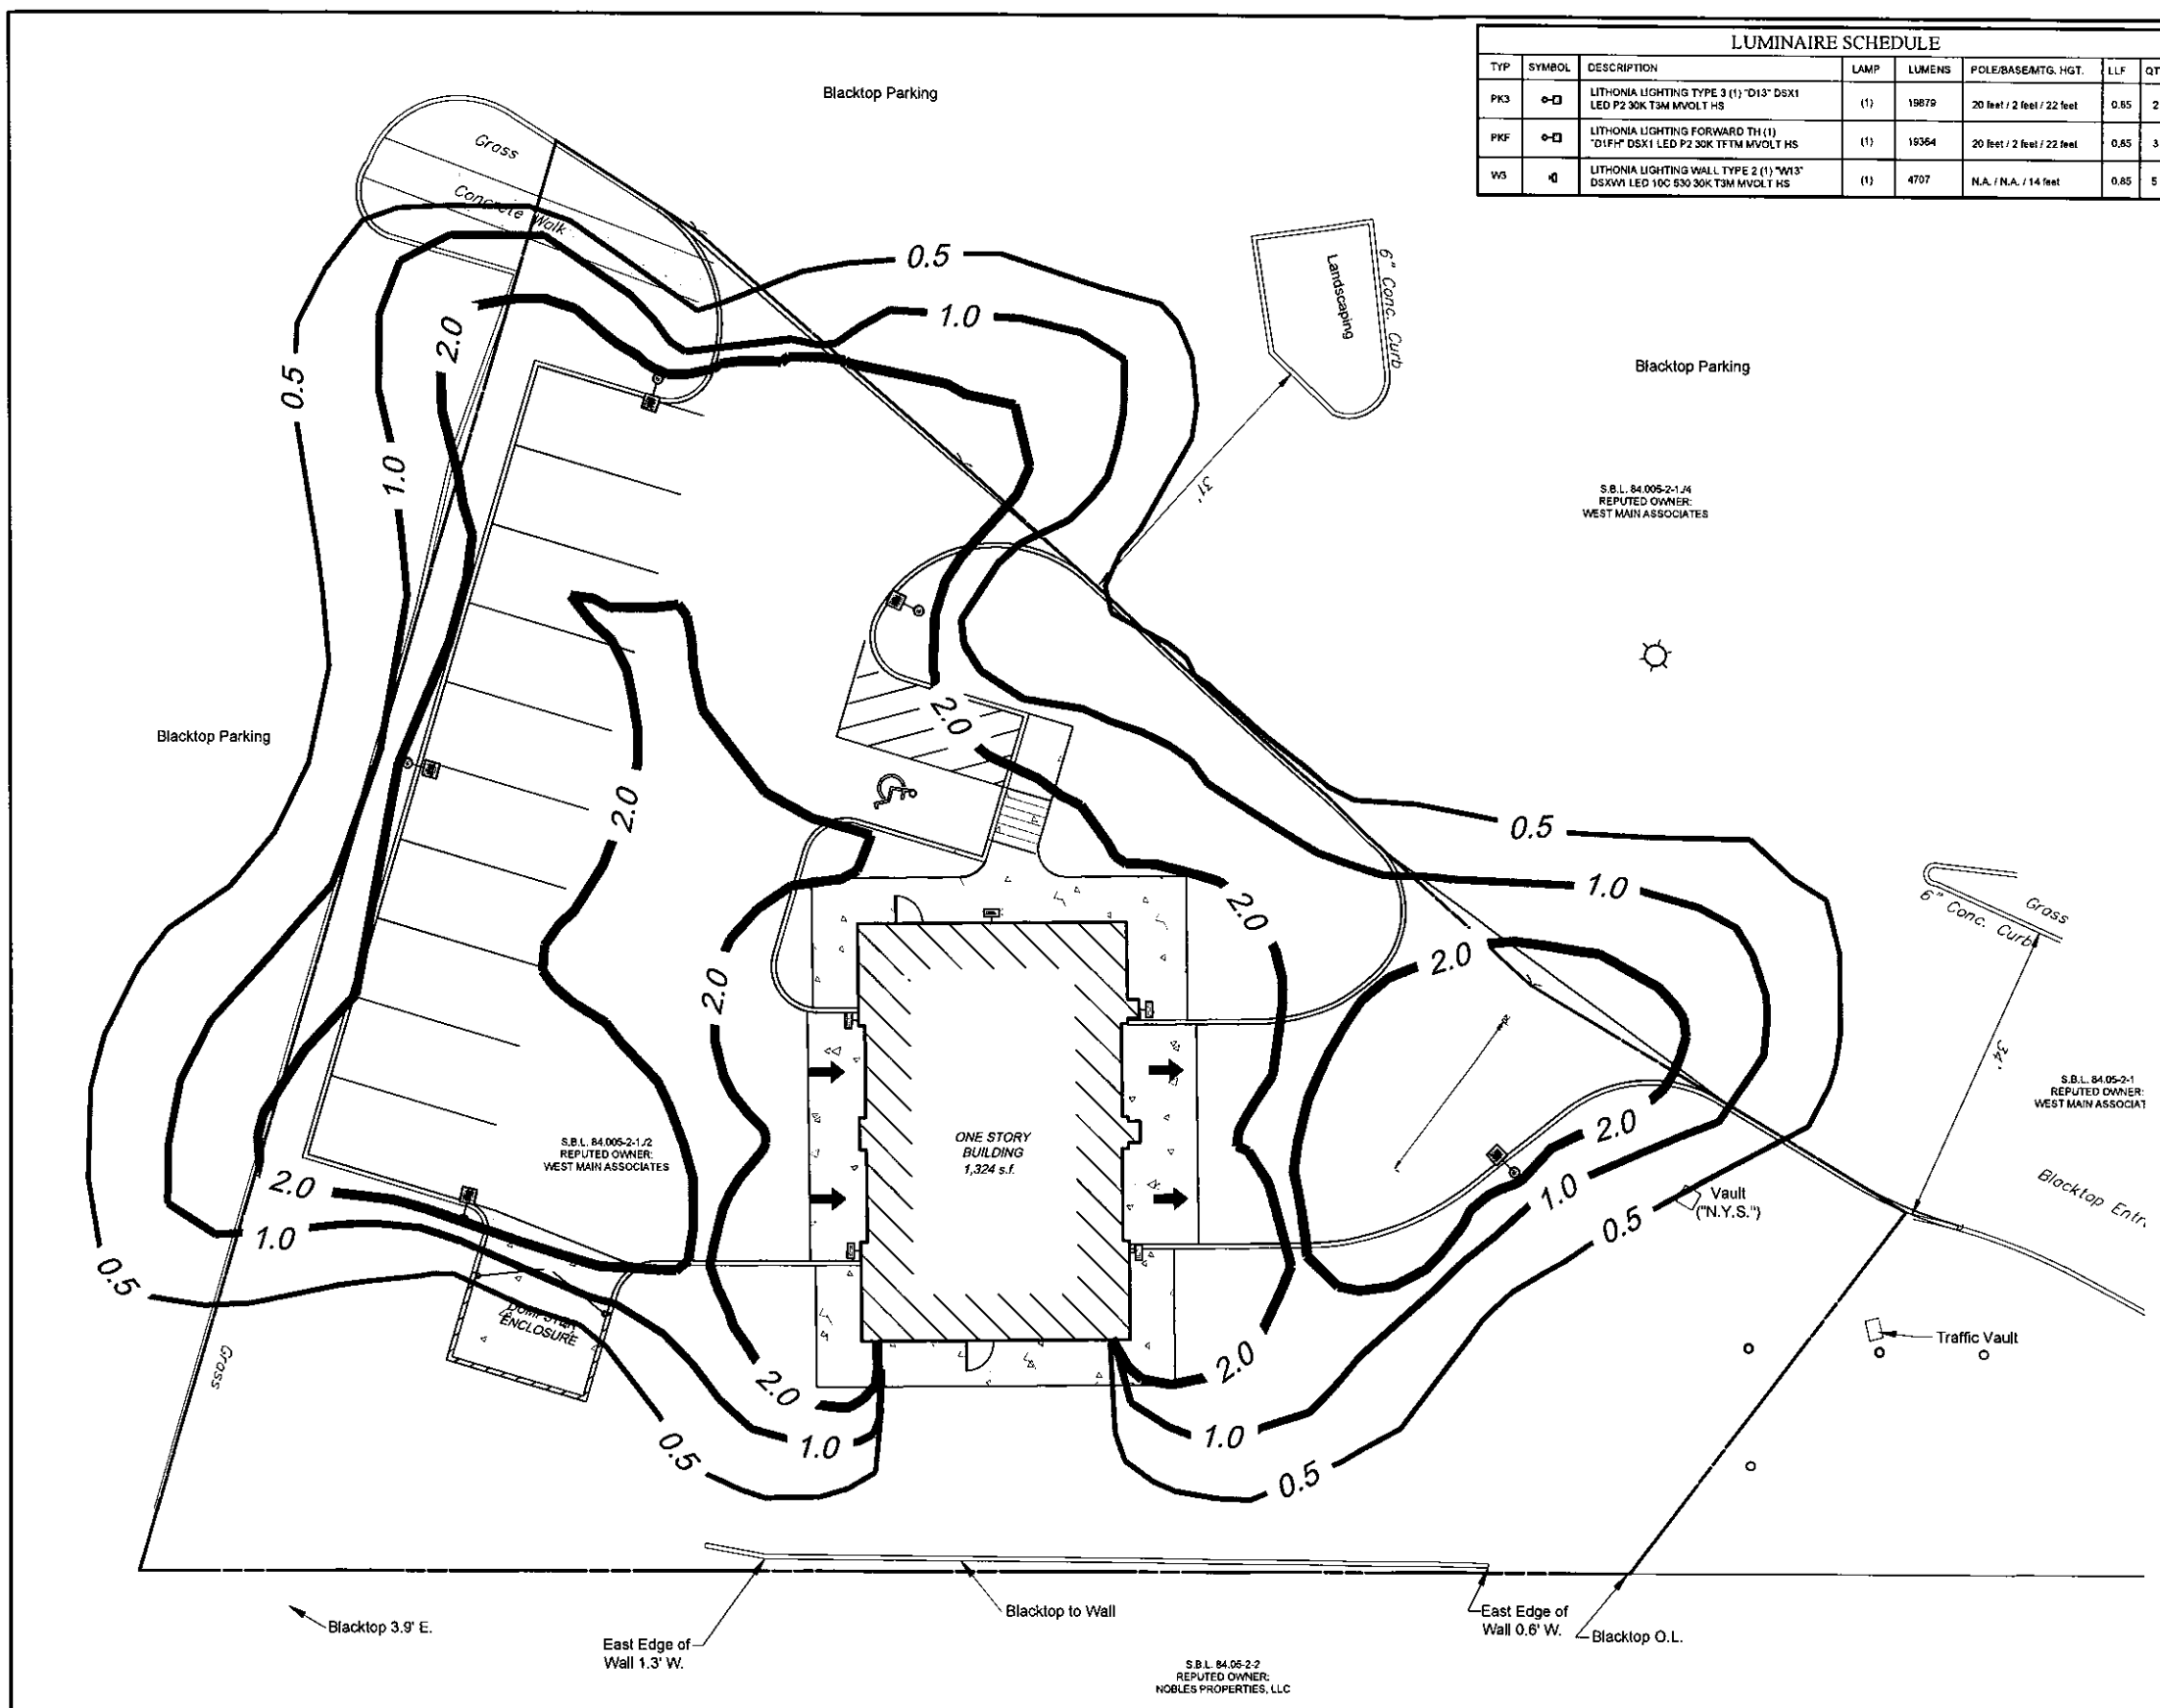 LUMINAIRE SCHEDULE
TYP SYMBOL DESCRIPTION LAMP LUMENS POLE/BASE/MTG. HGT. LLF QT
PK3 LITHONIA LIGHTING TYPE 3 (1) "D13" DSX1
LED P2 30K T3M MVOLT HS (1) 19879 20 feet / 2 feet / 22 feet 0.85 2
PKF LITHONIA LIGHTING FORWARD TH (1)
"D1FH" DSX1 LED P2 30K TFTM MVOLT HS (1) 19364 20 feet / 2 feet / 22 feet 0.85 3
W3 LITHONIA LIGHTING WALL TYPE 2 (1) "W13"
DSXW1 LED 10C 530 30K T3M MVOLT HS (1) 4707 N.A. / N.A. / 14 feet 0.85 5
Blacktop Parking
Grass
Concrete Walk
0.5
1.0
2.0
0.5
1.0
Landscaping
6" Conc. Curb
Blacktop Parking
31'
S.B.L. 84.005-2-1./4
REPUTED OWNER:
WEST MAIN ASSOCIATES
Blacktop Parking
2.0
2.0
0.5
1.0
2.0
2.0
2.0
6" Conc. Curb
Grass
34'
S.B.L. 84.05-2-1
REPUTED OWNER:
WEST MAIN ASSOCIAT
S.B.L. 84.005-2-1./2
REPUTED OWNER:
WEST MAIN ASSOCIATES
ONE STORY
BUILDING
1,324 s.f.
2.0
1.0
0.5
2.0
1.0
0.5
Vault
("N.Y.S.")
Blacktop Entr
DUMPSTER
ENCLOSURE
Grass
Traffic Vault
2.0
1.0
0.5
2.0
1.0
0.5
Blacktop 3.9' E.
East Edge of
Wall 1.3' W.
Blacktop to Wall
East Edge of
Wall 0.6' W.
Blacktop O.L.
S.B.L. 84.05-2-2
REPUTED OWNER:
NOBLES PROPERTIES, LLC